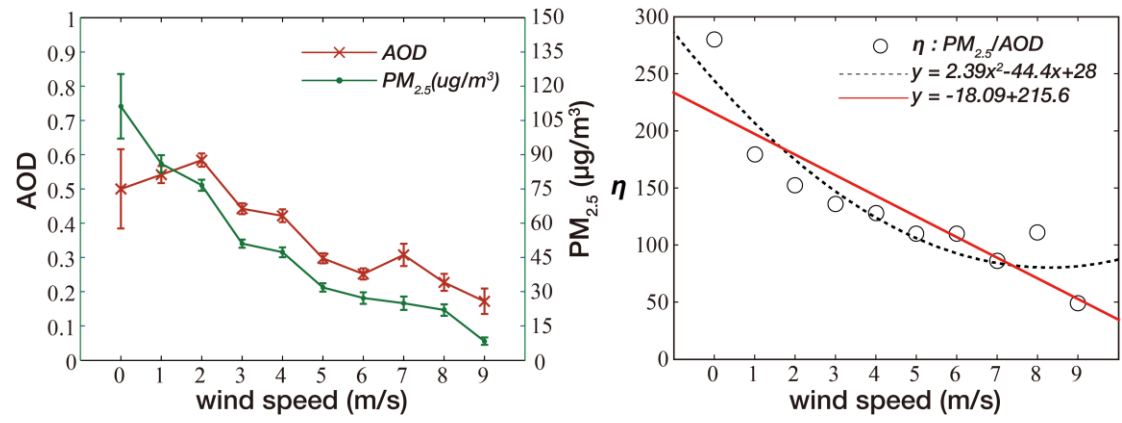 1
0.9
0.8
0.7
0.6
0.5
0.4
0.3
0.2
0.1
0
AOD
AOD
PM2.5(ug/m³)
150
135
120
105
90
75
60
45
30
15
0
PM2.5 (μg/m³)
0 1 2 3 4 5 6 7 8 9
wind speed (m/s)
300
250
200
150
100
50
0
η
η : PM2.5/AOD
y = 2.39x²-44.4x+28
y = -18.09+215.6
0 1 2 3 4 5 6 7 8 9
wind speed (m/s)